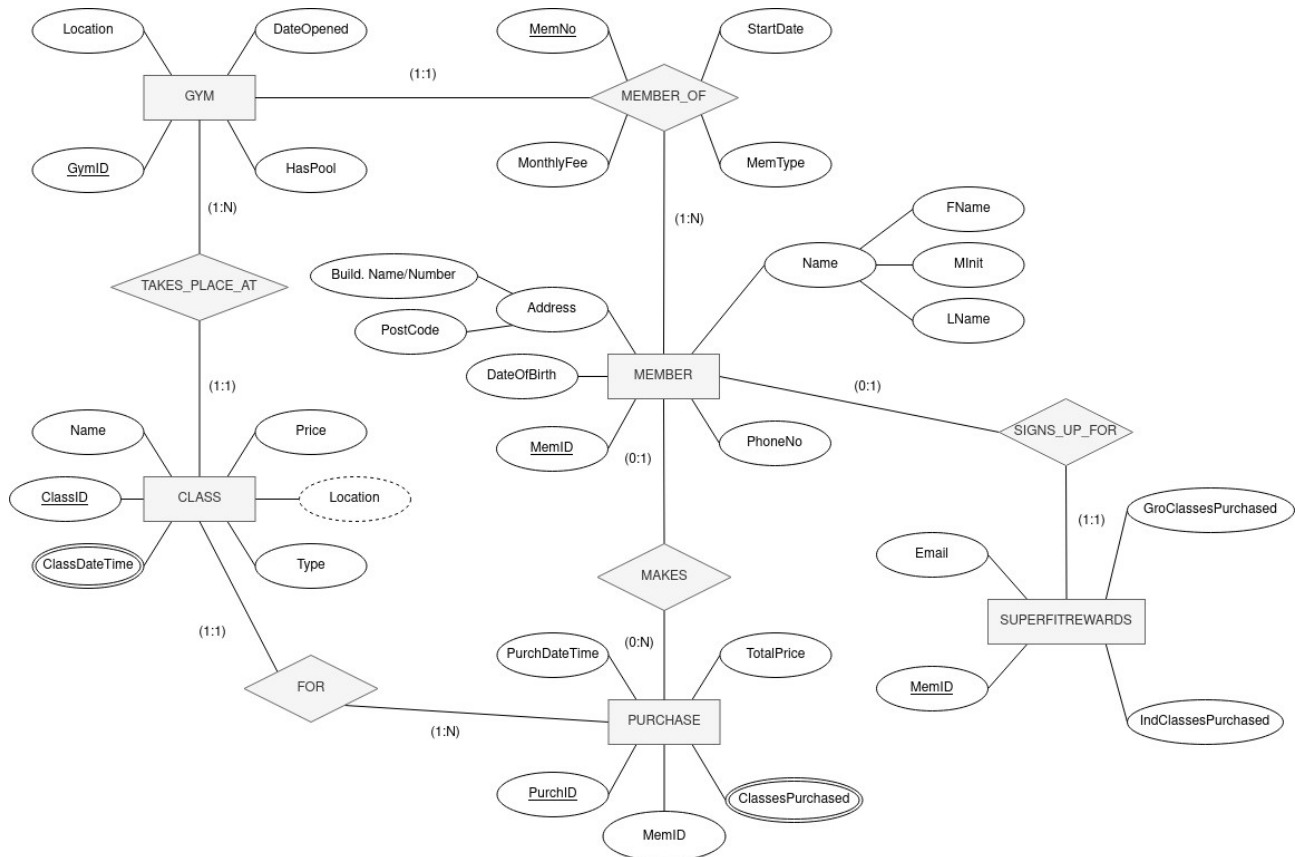 Location
DateOpened
MemNo
StartDate
(1:1)
GYM
MEMBER_OF
GymID
HasPool
MonthlyFee
MemType
(1:N)
(1:N)
FName
Name
MInit
LName
Build. Name/Number
TAKES_PLACE_AT
Address
PostCode
DateOfBirth
MEMBER
(1:1)
(0:1)
Name
Price
MemID
PhoneNo
SIGNS_UP_FOR
(0:1)
ClassID
CLASS
Location
GroClassesPurchased
(1:1)
ClassDateTime
Type
Email
MAKES
SUPERFITREWARDS
(1:1)
(0:N)
PurchDateTime
TotalPrice
FOR
MemID
PURCHASE
IndClassesPurchased
(1:N)
PurchID
ClassesPurchased
MemID